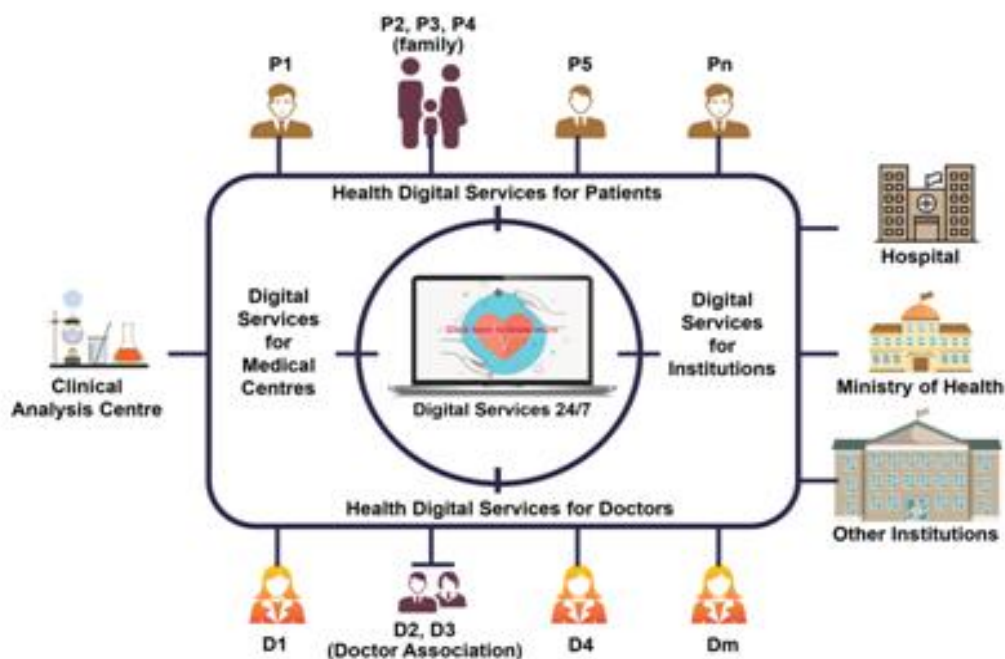 P2, P3, P4
(family)
P1
P5
Pn
Health Digital Services for Patients
Hospital
Digital
Services
for
Medical
Centres
Digital
Services
for
Institutions
Clinical
Analysis Centre
Ministry of Health
Digital Services 24/7
Health Digital Services for Doctors
Other Institutions
D1
D2, D3
(Doctor Association)
D4
Dm